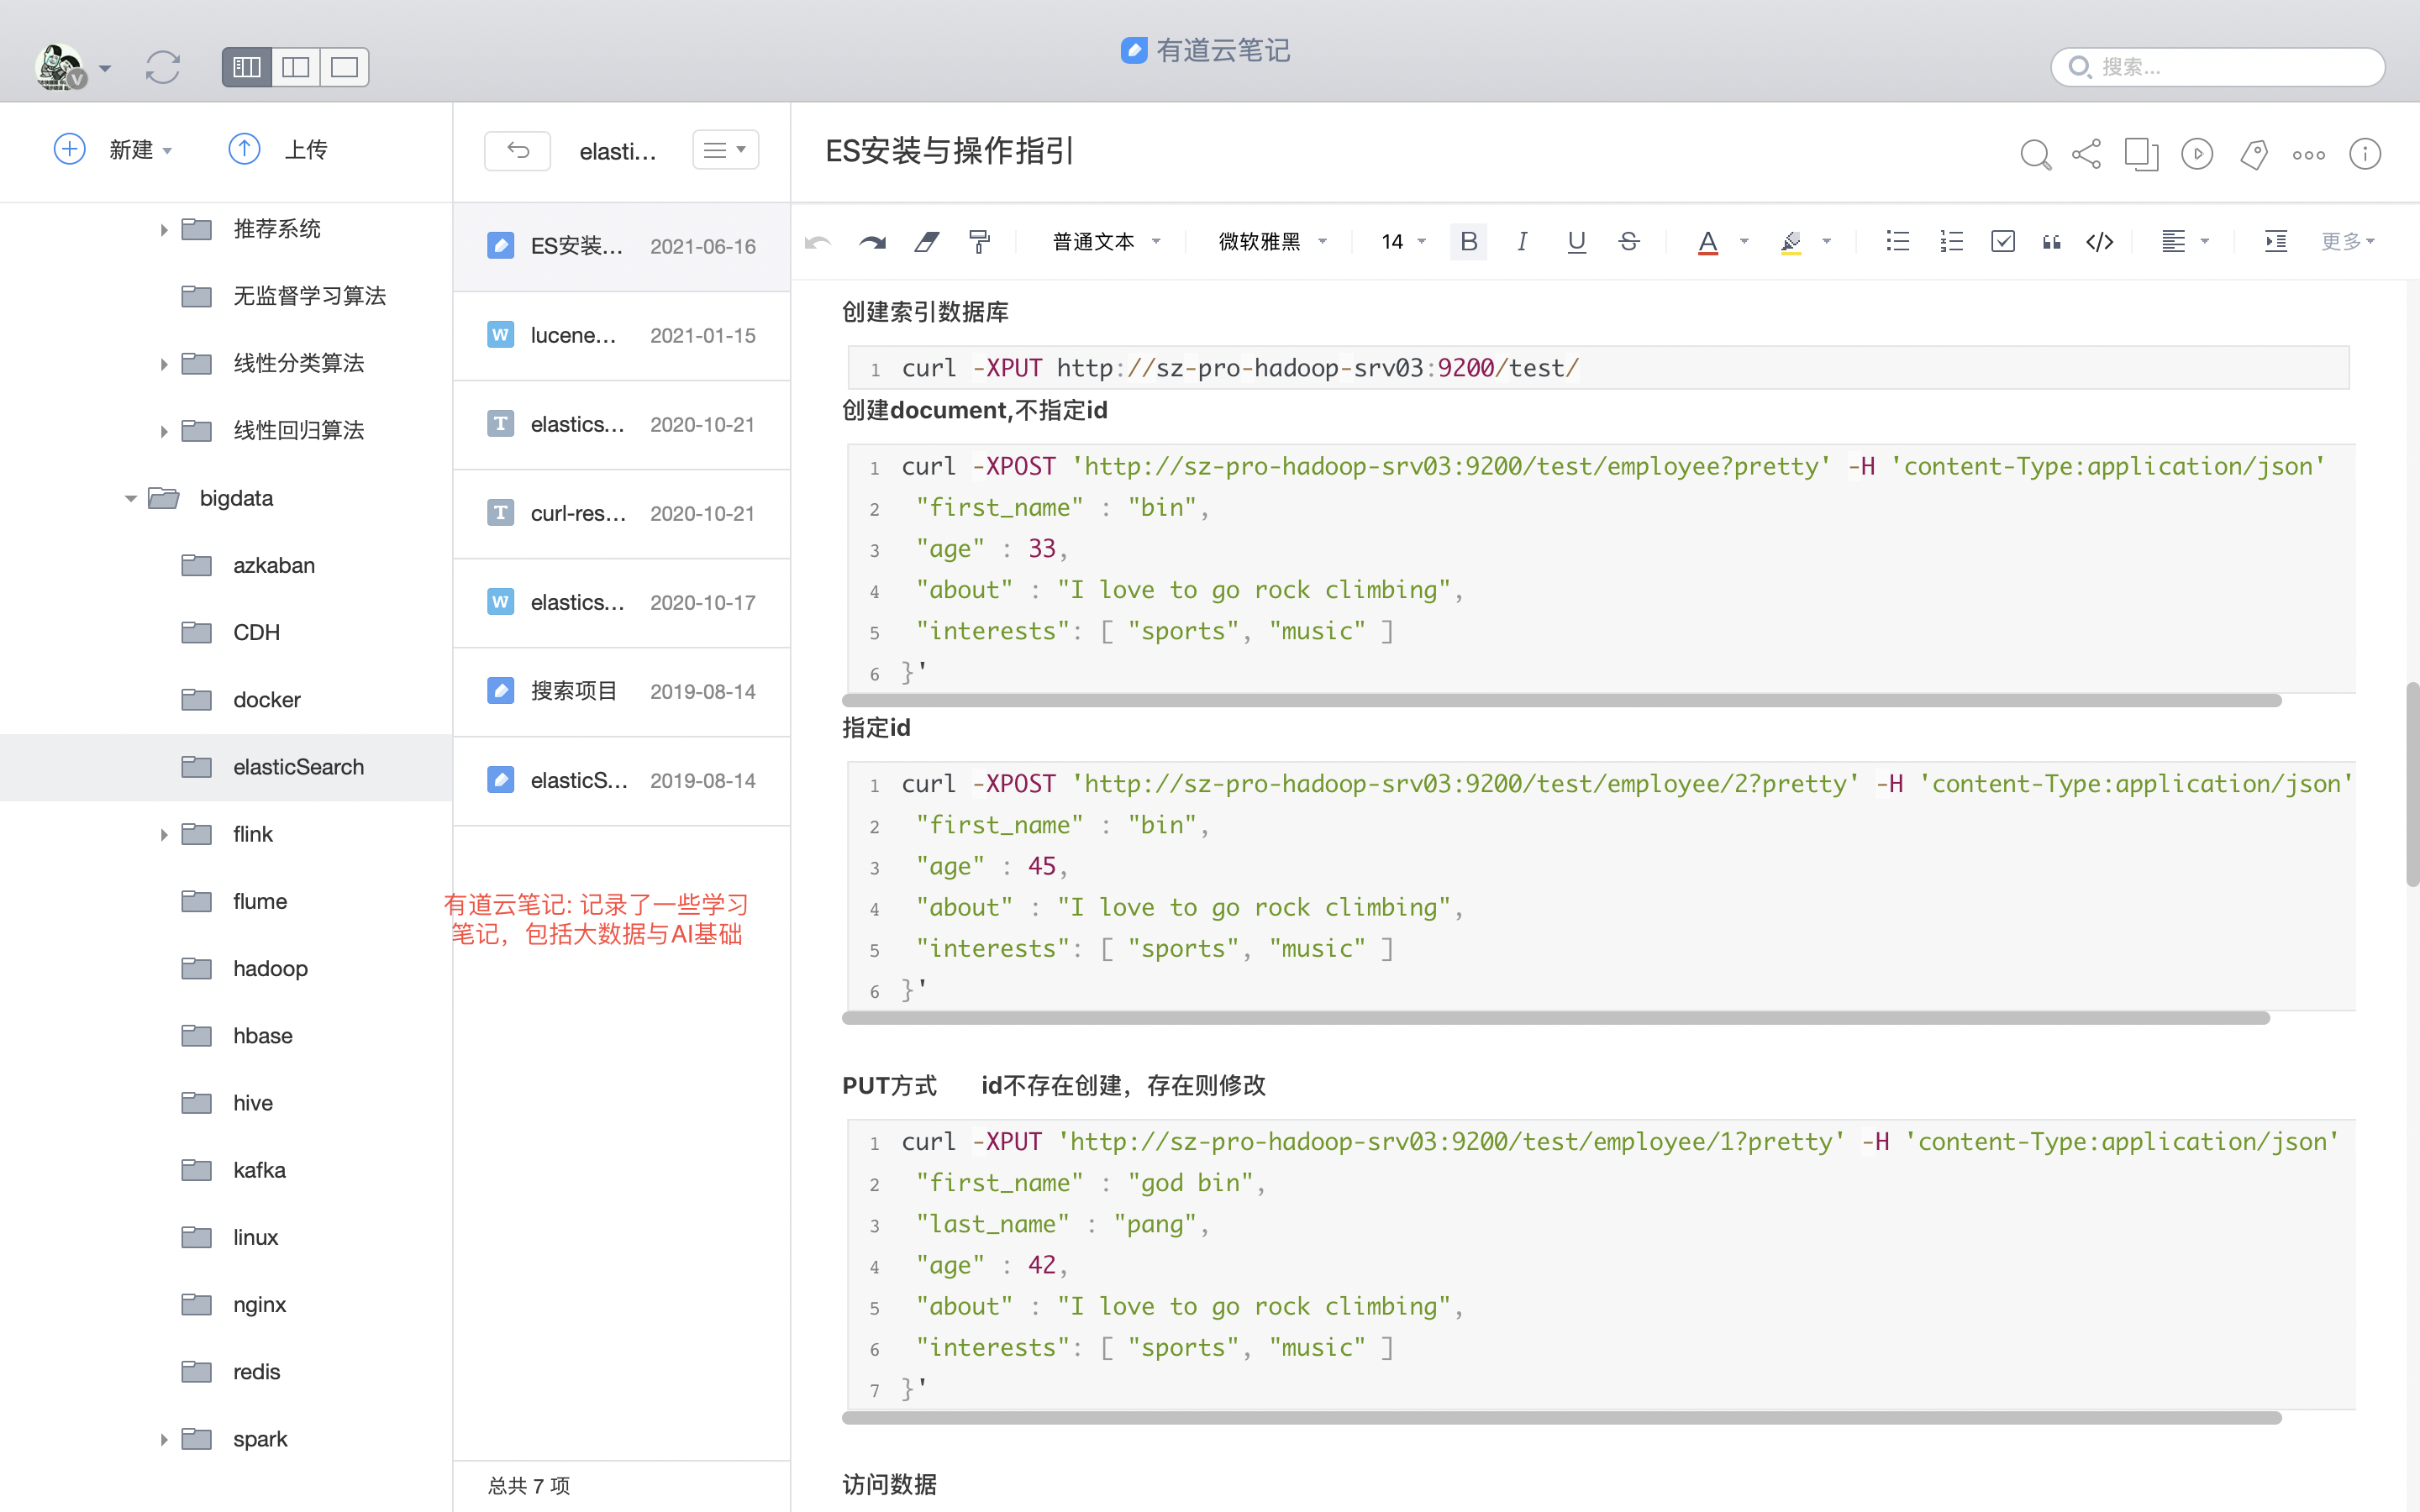 有道云笔记
搜索...
新建
上传
推荐系统
无监督学习算法
线性分类算法
线性回归算法
bigdata
azkaban
CDH
docker
elasticSearch
flink
flume
hadoop
hbase
hive
kafka
linux
nginx
redis
spark
elasti...
ES安装... 2021-06-16
lucene... 2021-01-15
elastics... 2020-10-21
curl-res... 2020-10-21
elastics... 2020-10-17
搜索项目 2019-08-14
elasticS... 2019-08-14
有道云笔记: 记录了一些学习
笔记，包括大数据与AI基础
总共 7 项
ES安装与操作指引
普通文本 微软雅黑 14 B I U S A 更多
创建索引数据库
1 curl -XPUT http://sz-pro-hadoop-srv03:9200/test/
创建document,不指定id
1 curl -XPOST 'http://sz-pro-hadoop-srv03:9200/test/employee?pretty' -H 'content-Type:application/json'
2 "first_name" : "bin",
3 "age" : 33,
4 "about" : "I love to go rock climbing",
5 "interests": [ "sports", "music" ]
6 }'
指定id
1 curl -XPOST 'http://sz-pro-hadoop-srv03:9200/test/employee/2?pretty' -H 'content-Type:application/json'
2 "first_name" : "bin",
3 "age" : 45,
4 "about" : "I love to go rock climbing",
5 "interests": [ "sports", "music" ]
6 }'
PUT方式 id不存在创建，存在则修改
1 curl -XPUT 'http://sz-pro-hadoop-srv03:9200/test/employee/1?pretty' -H 'content-Type:application/json'
2 "first_name" : "god bin",
3 "last_name" : "pang",
4 "age" : 42,
5 "about" : "I love to go rock climbing",
6 "interests": [ "sports", "music" ]
7 }'
访问数据